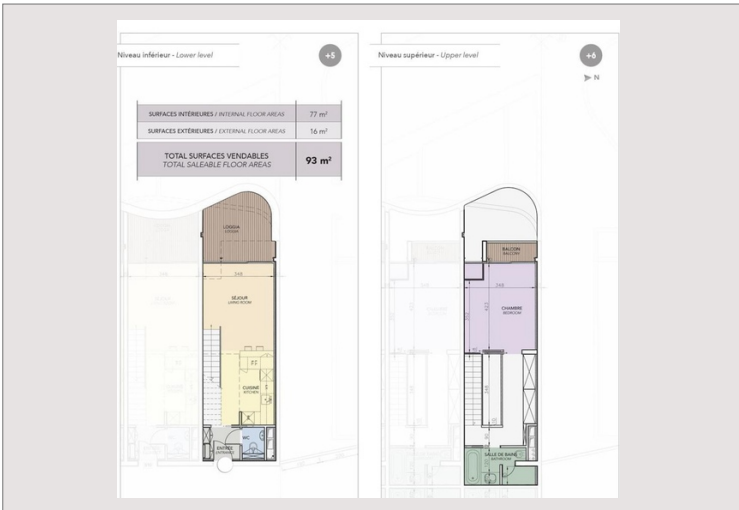 Niveau inférieur - Lower level
+5
SURFACES INTÉRIEURES / INTERNAL FLOOR AREAS 77 m²
SURFACES EXTÉRIEURES / EXTERNAL FLOOR AREAS 16 m²
TOTAL SURFACES VENDABLES
TOTAL SALEABLE FLOOR AREAS
93 m²
LOGGIA
348
SÉJOUR
LIVING ROOM
CUISINE
KITCHEN
WC
ENTRÉE
Niveau supérieur - Upper level
+6
N
BALCON
BALCONY
348
CHAMBRE
BEDROOM
SALLE DE BAINS
BATHROOM